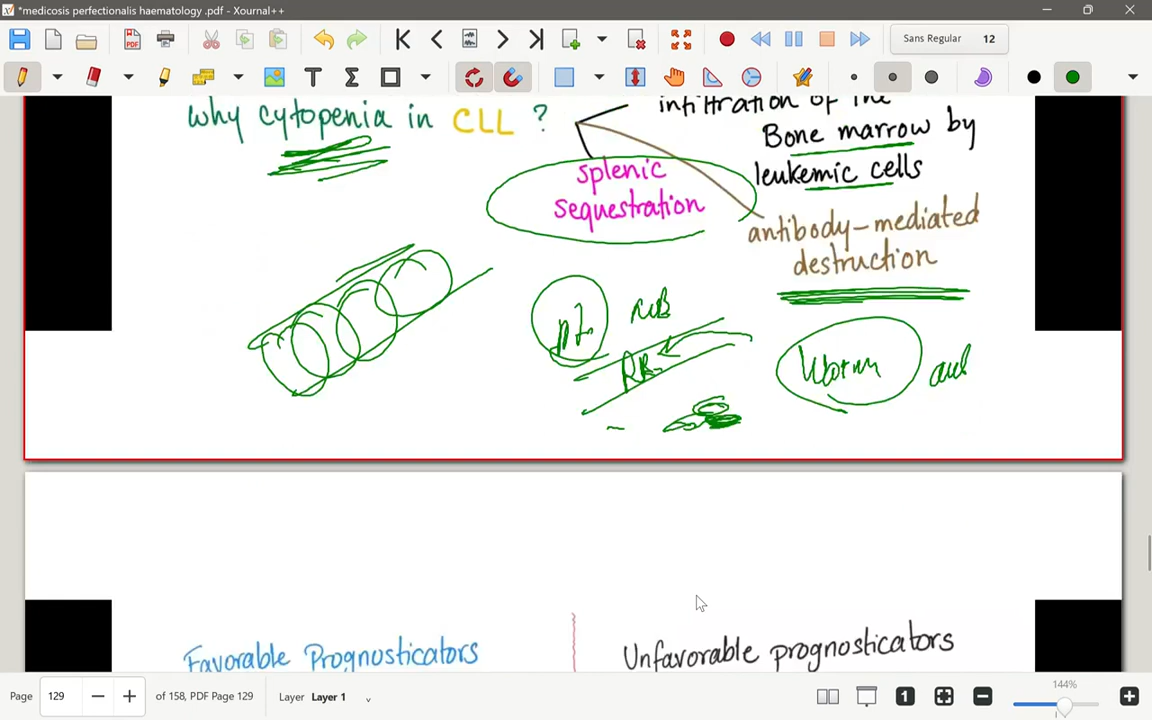 *medicosis perfectionalis haematology .pdf - Xournal++
Sans Regular 12
why cytopenia in CLL ?
infiltration of the
Bone marrow by
leukemic cells
splenic
sequestration
antibody-mediated
destruction
Favorable Prognosticators
Unfavorable prognosticators
Page 129 of 158, PDF Page 129 Layer Layer 1
144%